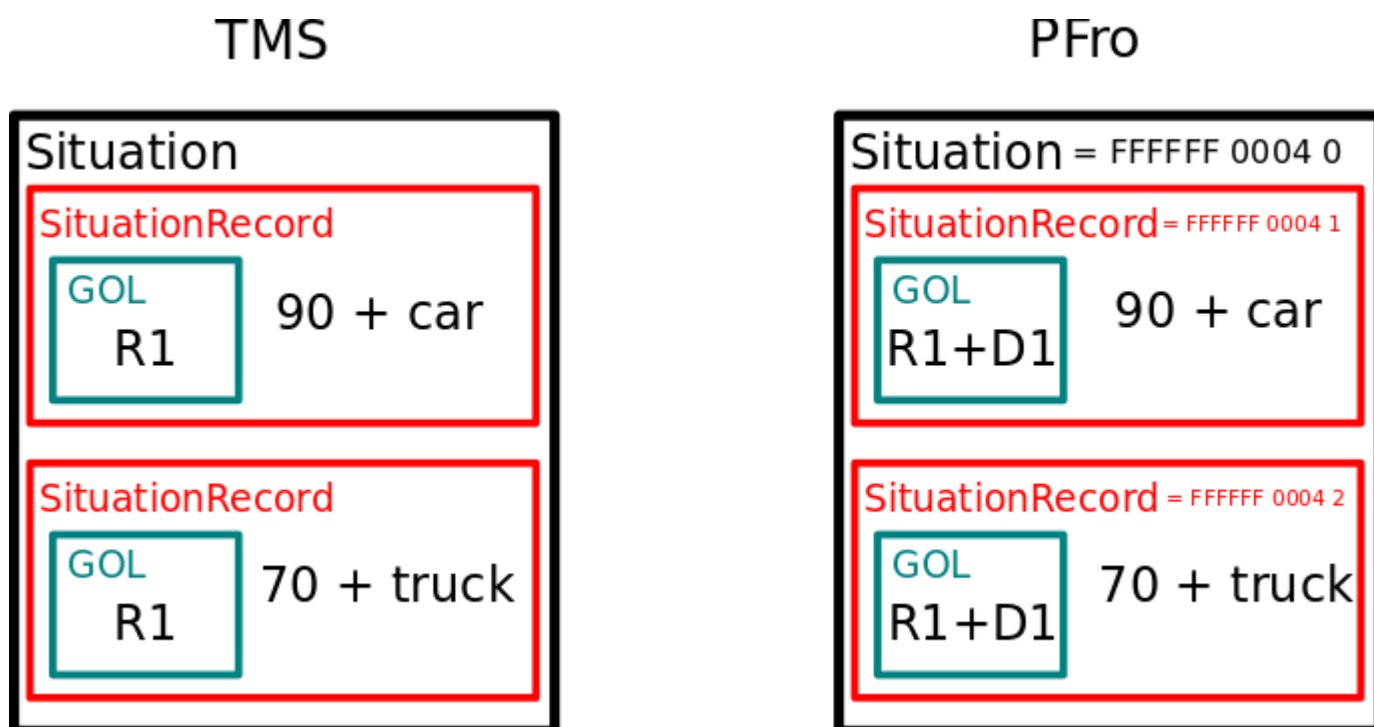 TMS
Situation
SituationRecord
GOL
R1
90 + car
SituationRecord
GOL
R1
70 + truck
PFro
Situation = FFFFFF 0004 0
SituationRecord = FFFFFF 0004 1
GOL
R1+D1
90 + car
SituationRecord = FFFFFF 0004 2
GOL
R1+D1
70 + truck